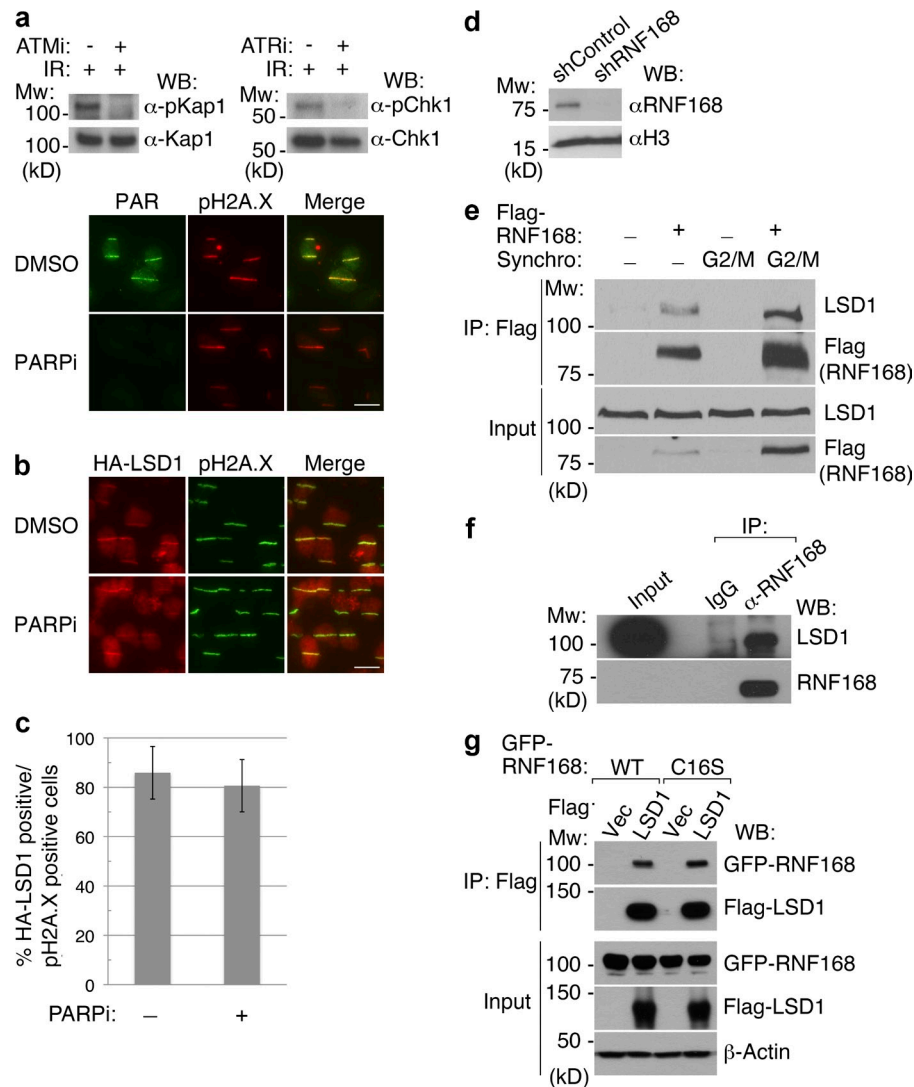 a
ATMi: - +
IR: + +
Mw: WB:
100 - α-pKap1
100 - α-Kap1
(kD)
ATRi: - +
IR: + +
Mw: WB:
50 - α-pChk1
50 - α-Chk1
(kD)
PAR pH2A.X Merge
DMSO
PARPi
b
HA-LSD1 pH2A.X Merge
DMSO
PARPi
c
% HA-LSD1 positive/
pH2A.X positive cells
100
80
60
40
20
0
PARPi: – +
d
shControl shRNF168
Mw: WB:
75 - αRNF168
15 - αH3
(kD)
e
Flag-
RNF168: – + – +
Synchro: – – G2/M G2/M
Mw:
IP: Flag
100 - LSD1
75 - Flag
(RNF168)
Input
100 - LSD1
75 - Flag
(RNF168)
(kD)
f
IP:
Input IgG α-RNF168
Mw: WB:
100 - LSD1
75 - RNF168
(kD)
g
GFP-
RNF168: WT C16S
Flag: Vec LSD1 Vec LSD1
Mw: WB:
IP: Flag
100 - GFP-RNF168
150 - Flag-LSD1
Input
100 - GFP-RNF168
150 - Flag-LSD1
50 - β-Actin
(kD)